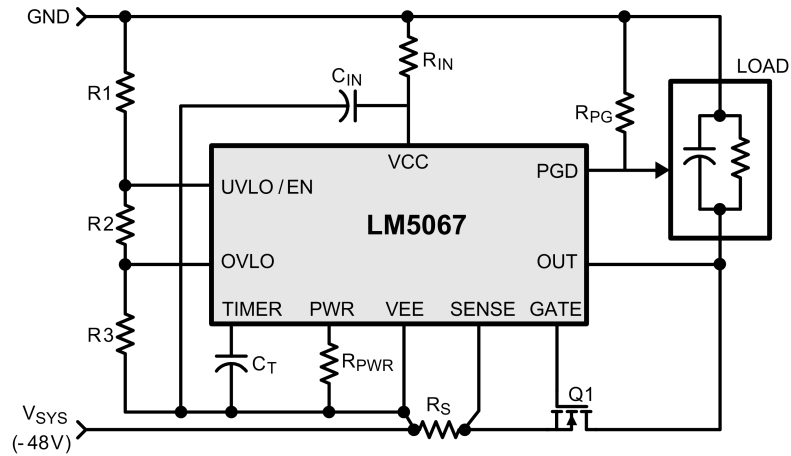 GND
RIN
CIN
LOAD
R1
RPG
VCC
PGD
UVLO / EN
R2
LM5067
OVLO
OUT
TIMER PWR VEE SENSE GATE
R3
CT
RPWR
RS
Q1
VSYS
(-48V)